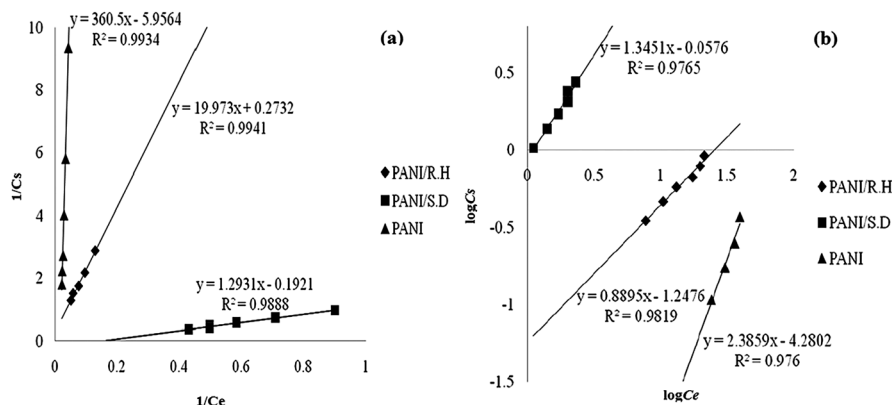 y = 360.5x - 5.9564
R² = 0.9934
(a)
10
8
6
4
2
0
1/Cs
y = 19.973x + 0.2732
R² = 0.9941
◆PANI/R.H
■PANI/S.D
▲PANI
y = 1.2931x - 0.1921
R² = 0.9888
0 0.2 0.4 0.6 0.8 1
1/Ce
y = 1.3451x - 0.0576
R² = 0.9765
(b)
0.5
0
-0.5
-1
-1.5
logCs
0 0.5 1 1.5 2
◆PANI/R.H
■PANI/S.D
▲PANI
y = 0.8895x - 1.2476
R² = 0.9819
y = 2.3859x - 4.2802
R² = 0.976
logCe